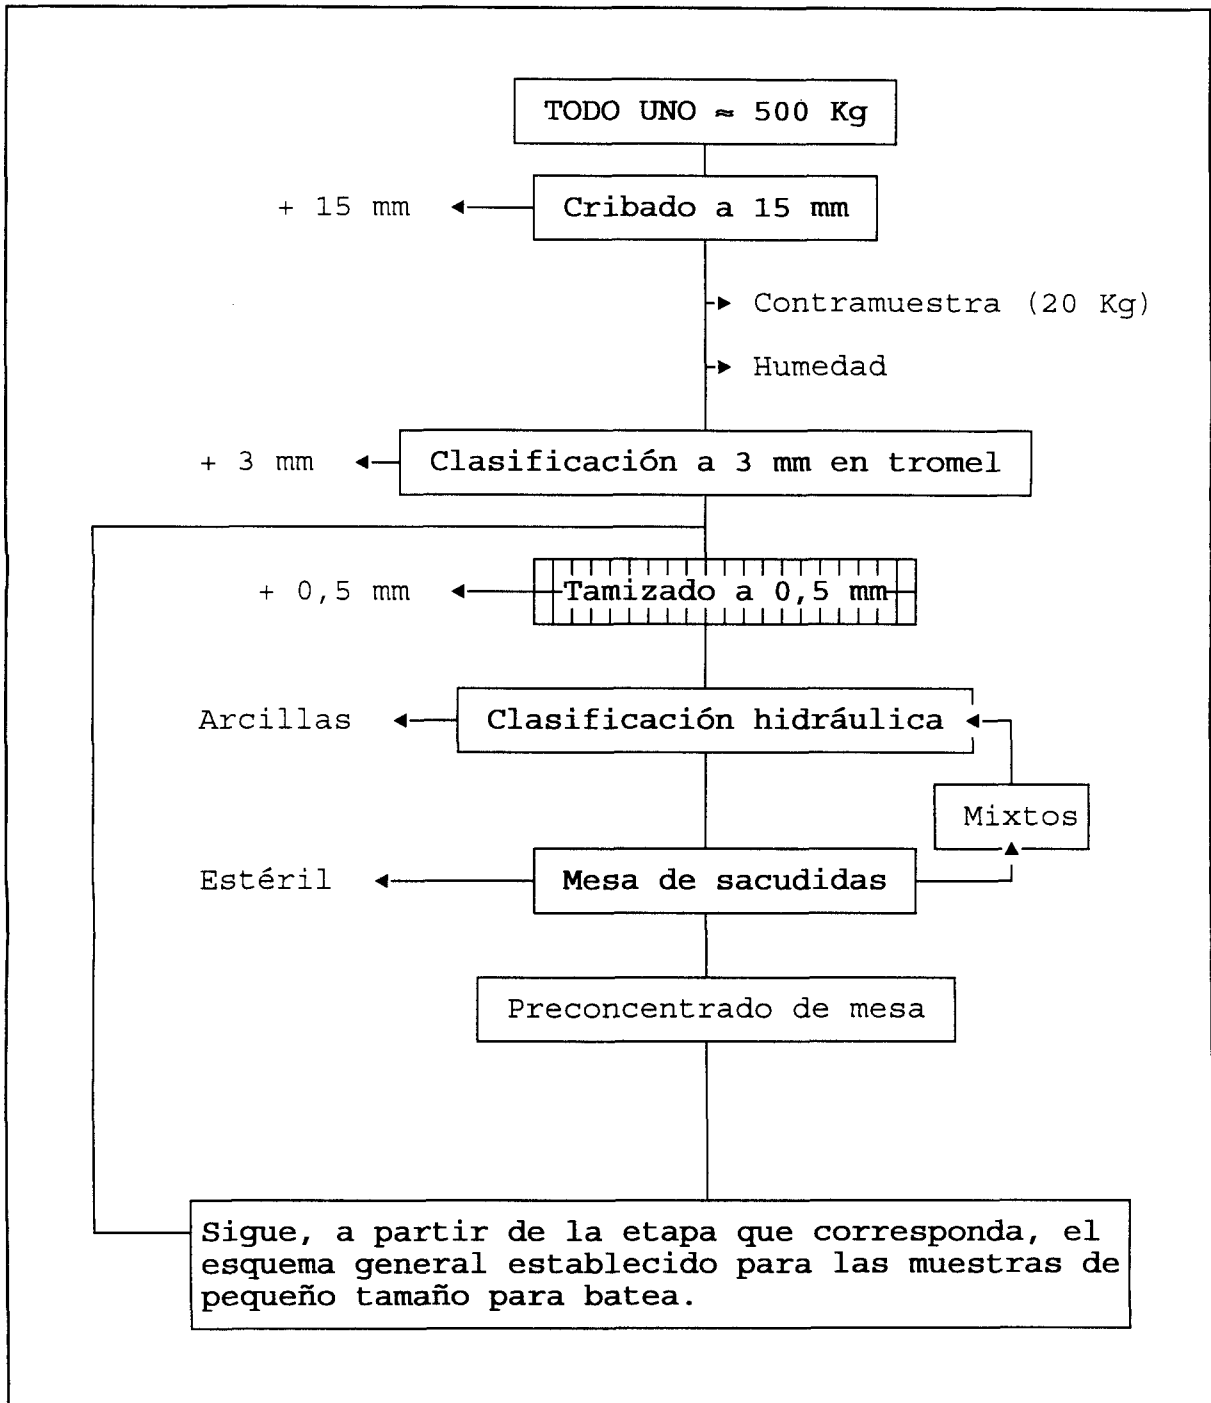 TODO UNO ≈ 500 Kg
+ 15 mm
Cribado a 15 mm
Contramuestra (20 Kg)
Humedad
+ 3 mm
Clasificación a 3 mm en tromel
+ 0,5 mm
Tamizado a 0,5 mm
Arcillas
Clasificación hidráulica
Mixtos
Estéril
Mesa de sacudidas
Preconcentrado de mesa
Sigue, a partir de la etapa que corresponda, el
esquema general establecido para las muestras de
pequeño tamaño para batea.